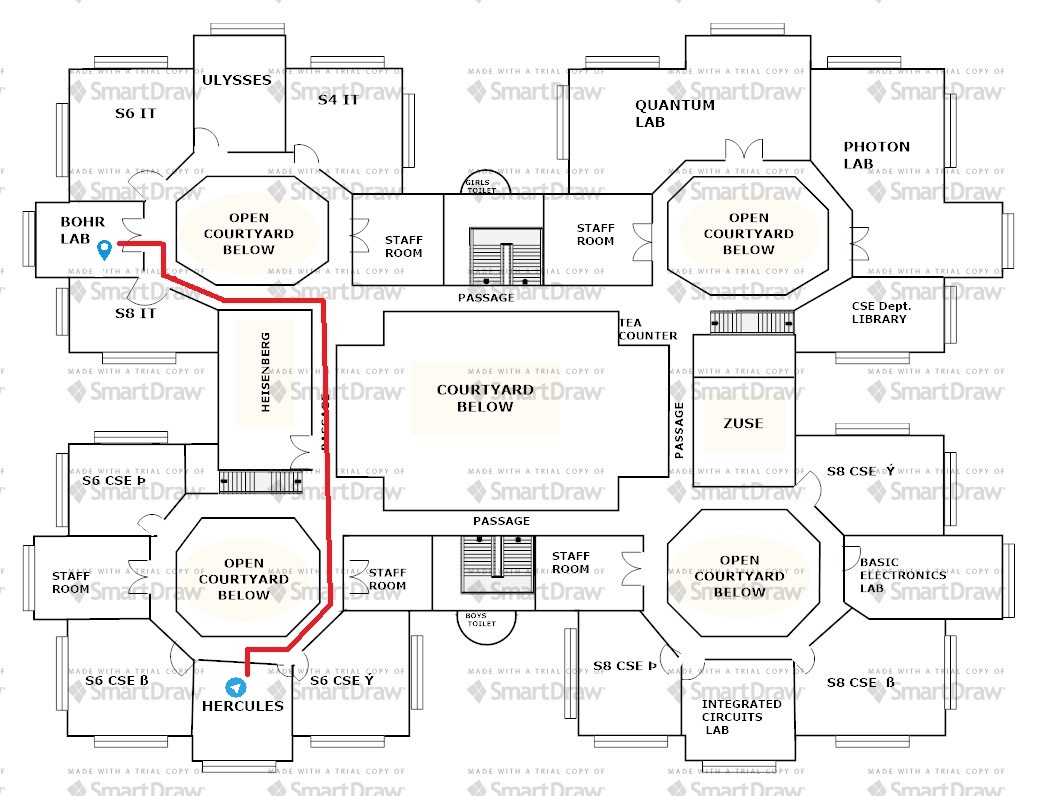 ULYSSES
S6 IT
S4 IT
QUANTUM
LAB
PHOTON
LAB
GIRLS
TOILET
BOHR
LAB
OPEN
COURTYARD
BELOW
STAFF
ROOM
STAFF
ROOM
OPEN
COURTYARD
BELOW
PASSAGE
S8 IT
CSE Dept.
LIBRARY
TEA
COUNTER
HEISENBERG
PASSAGE
COURTYARD
BELOW
PASSAGE
ZUSE
S6 CSE Þ
S8 CSE Ý
PASSAGE
STAFF
ROOM
OPEN
COURTYARD
BELOW
STAFF
ROOM
STAFF
ROOM
OPEN
COURTYARD
BELOW
BASIC
ELECTRONICS
LAB
BOYS
TOILET
S6 CSE ß
HERCULES
S6 CSE Ý
S8 CSE Þ
INTEGRATED
CIRCUITS
LAB
S8 CSE ß
MADE WITH A TRIAL COPY OF
SmartDraw